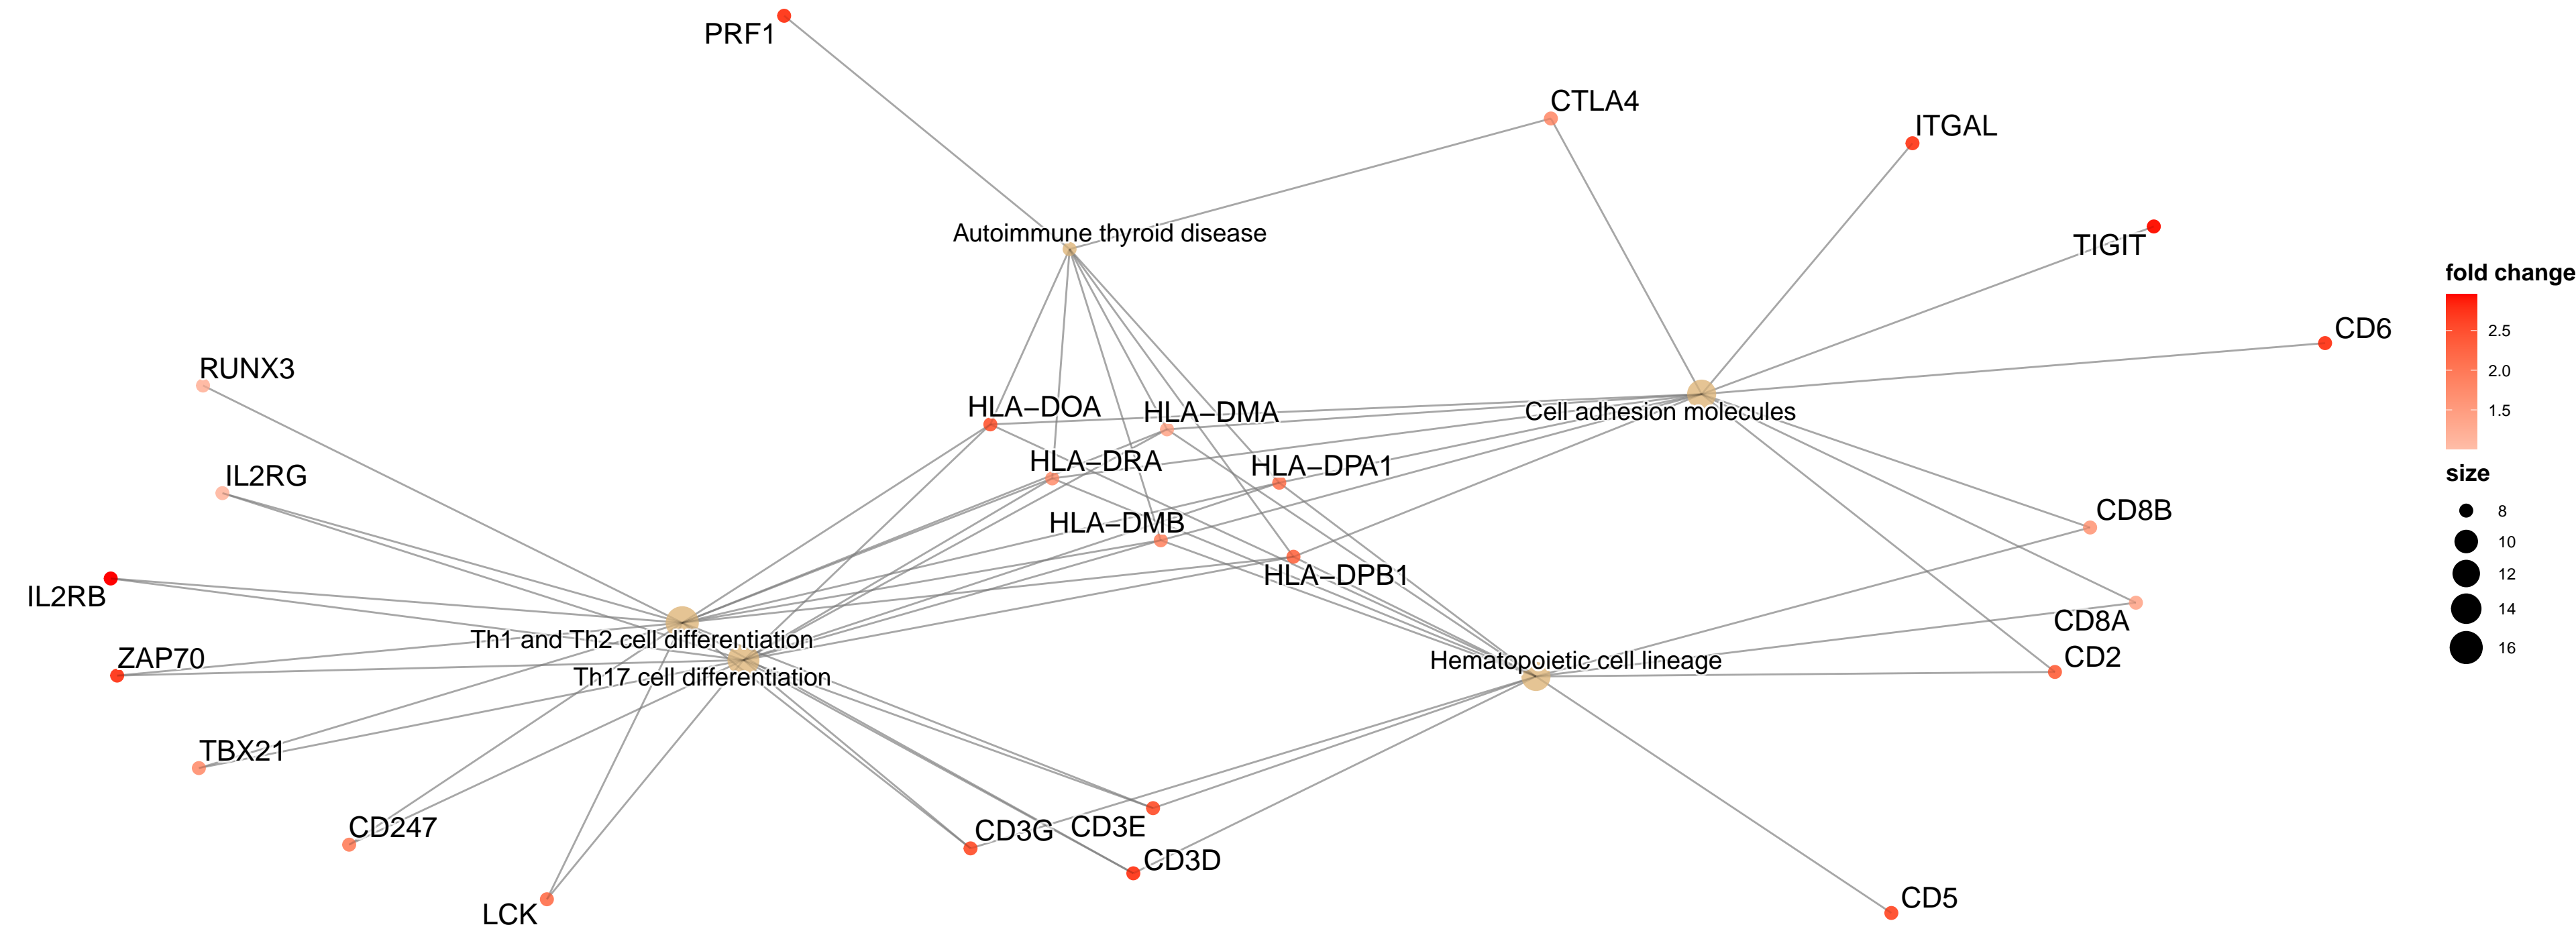 PRF1
CTLA4
ITGAL
Autoimmune thyroid disease
TIGIT
fold change
CD6
2.5
RUNX3
2.0
HLA−DOA
HLA−DMA
Cell adhesion molecules
1.5
HLA−DRA
HLA−DPA1
IL2RG
size
CD8B
8
HLA−DMB
10
HLA−DPB1
12
IL2RB
14
CD8A
Th1 and Th2 cell differentiation
16
ZAP70
CD2
Hematopoietic cell lineage
Th17 cell differentiation
TBX21
CD247
CD3G
CD3E
CD3D
CD5
LCK